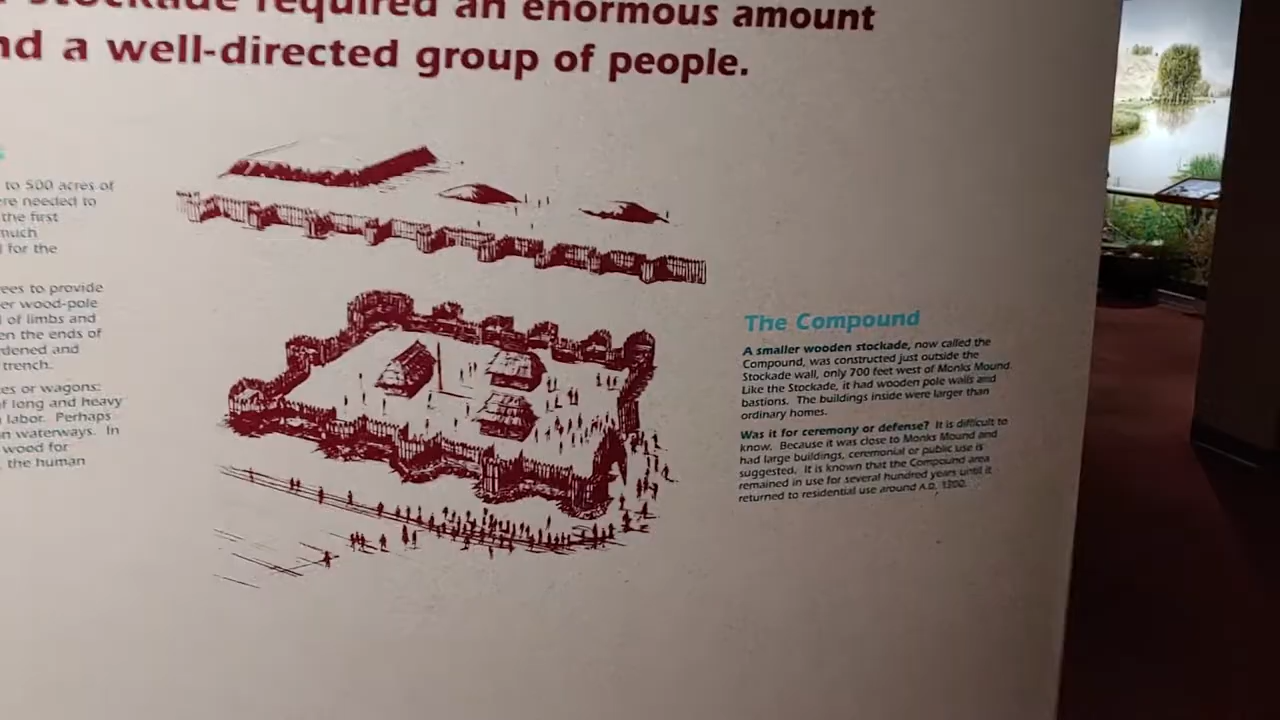 stockade required an enormous amount
nd a well-directed group of people.
to 500 acres of
ere needed to
the first
much
for the
ees to provide
er wood-pole
of limbs and
en the ends of
rdened and
trench.
es or wagons:
of long and heavy
labor. Perhaps
n waterways. In
wood for
the human
The Compound
A smaller wooden stockade, now called the
Compound, was constructed just outside the
Stockade wall, only 700 feet west of Monks Mound.
Like the Stockade, it had wooden pole walls and
bastions. The buildings inside were larger than
ordinary homes.
Was it for ceremony or defense? It is difficult to
know. Because it was close to Monks Mound and
had large buildings, ceremonial or public use is
suggested. It is known that the Compound area
remained in use for several hundred years until it
returned to residential use around A.D. 1300.